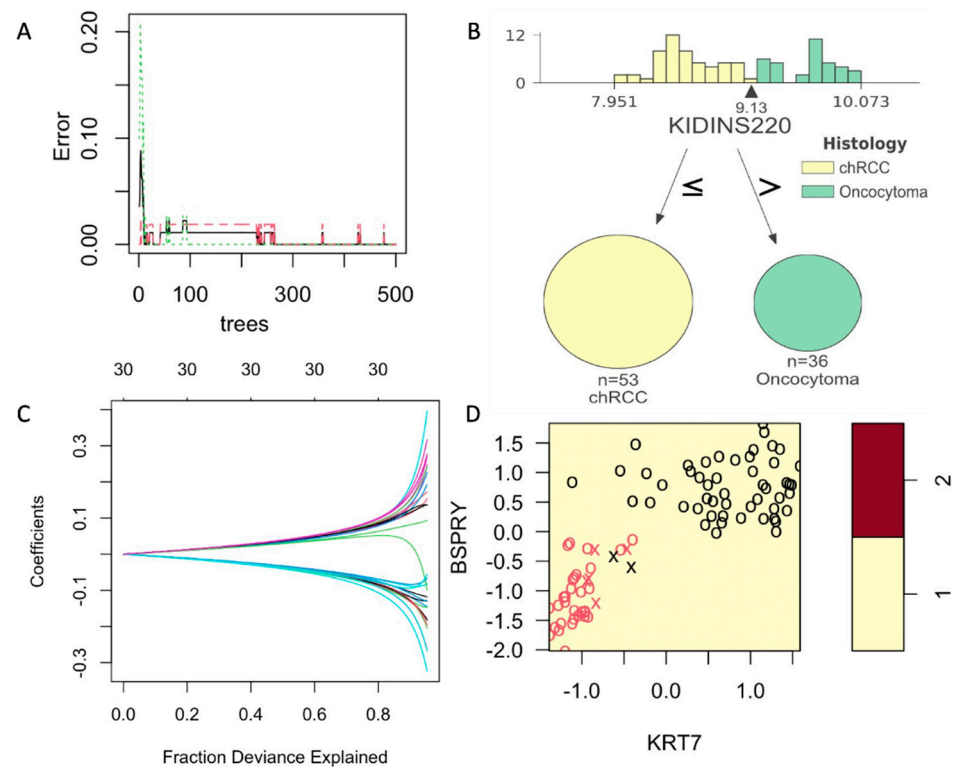 A
0.20
0.10
0.00
Error
0
100
300
500
trees
B
12
0
7.951
9.13
10.073
KIDINS220
Histology
chRCC
Oncocytoma
≤
>
n=53
chRCC
n=36
Oncocytoma
30
30
30
30
30
C
0.3
0.1
-0.1
-0.3
Coefficients
0.0
0.2
0.4
0.6
0.8
Fraction Deviance Explained
D
1.5
1.0
0.5
0.0
-0.5
-1.0
-1.5
-2.0
BSPRY
-1.0
0.0
1.0
KRT7
2
1